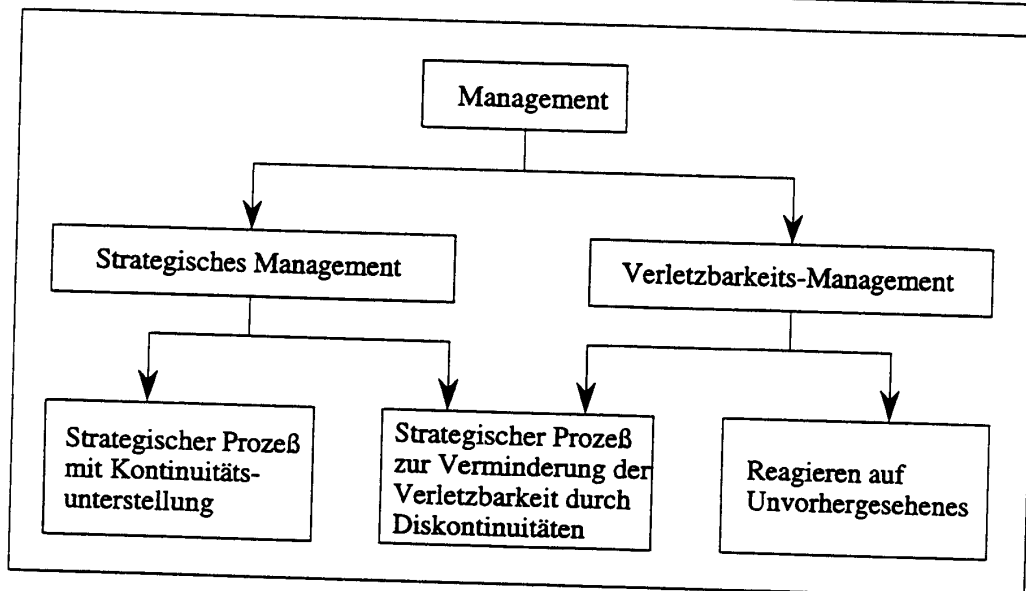 Management
Strategisches Management
Verletzbarkeits-Management
Strategischer Prozeß
mit Kontinuitäts-
unterstellung
Strategischer Prozeß
zur Verminderung der
Verletzbarkeit durch
Diskontinuitäten
Reagieren auf
Unvorhergesehenes